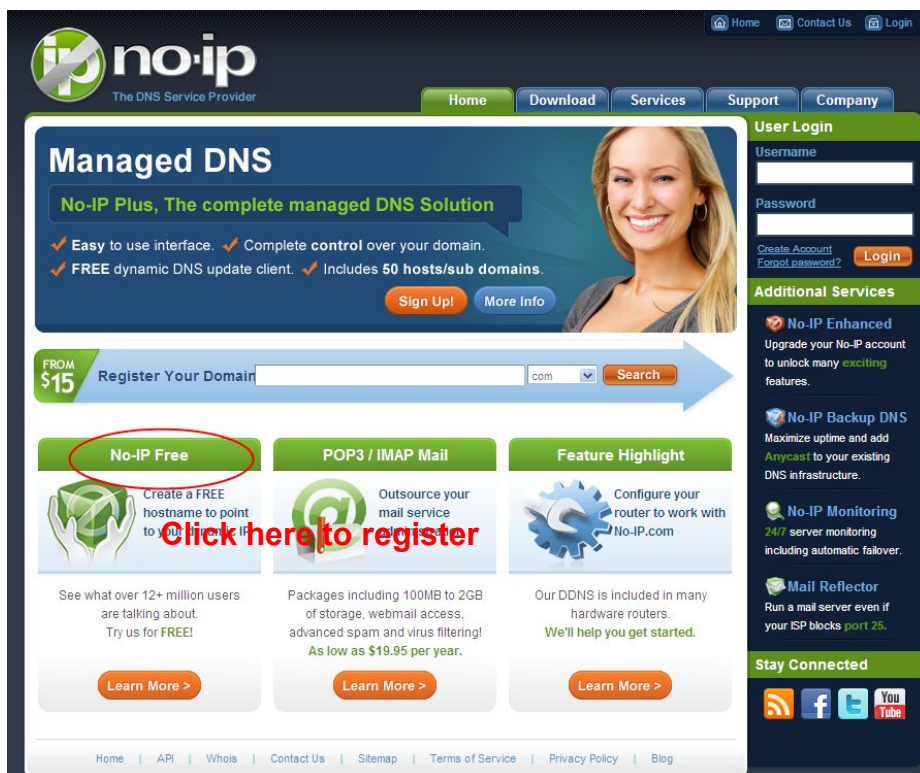 Home Contact Us Login
no·ip
The DNS Service Provider
Home Download Services Support Company
Managed DNS
No-IP Plus, The complete managed DNS Solution
Easy to use interface. Complete control over your domain.
FREE dynamic DNS update client. Includes 50 hosts/sub domains.
Sign Up! More Info
User Login
Username
Password
Create Account
Forgot password?
Login
FROM
$15
Register Your Domain
com
Search
No-IP Free
Create a FREE
hostname to point
to your dynamic IP
POP3 / IMAP Mail
Outsource your
mail service
administration
Feature Highlight
Configure your
router to work with
No-IP.com
Click here to register
See what over 12+ million users
are talking about.
Try us for FREE!
Learn More >
Packages including 100MB to 2GB
of storage, webmail access,
advanced spam and virus filtering!
As low as $19.95 per year.
Learn More >
Our DDNS is included in many
hardware routers.
We'll help you get started.
Learn More >
Additional Services
No-IP Enhanced
Upgrade your No-IP account
to unlock many exciting
features.
No-IP Backup DNS
Maximize uptime and add
Anycast to your existing
DNS infrastructure.
No-IP Monitoring
24/7 server monitoring
including automatic failover.
Mail Reflector
Run a mail server even if
your ISP blocks port 25.
Stay Connected
You
Tube
Home | API | Whois | Contact Us | Sitemap | Terms of Service | Privacy Policy | Blog